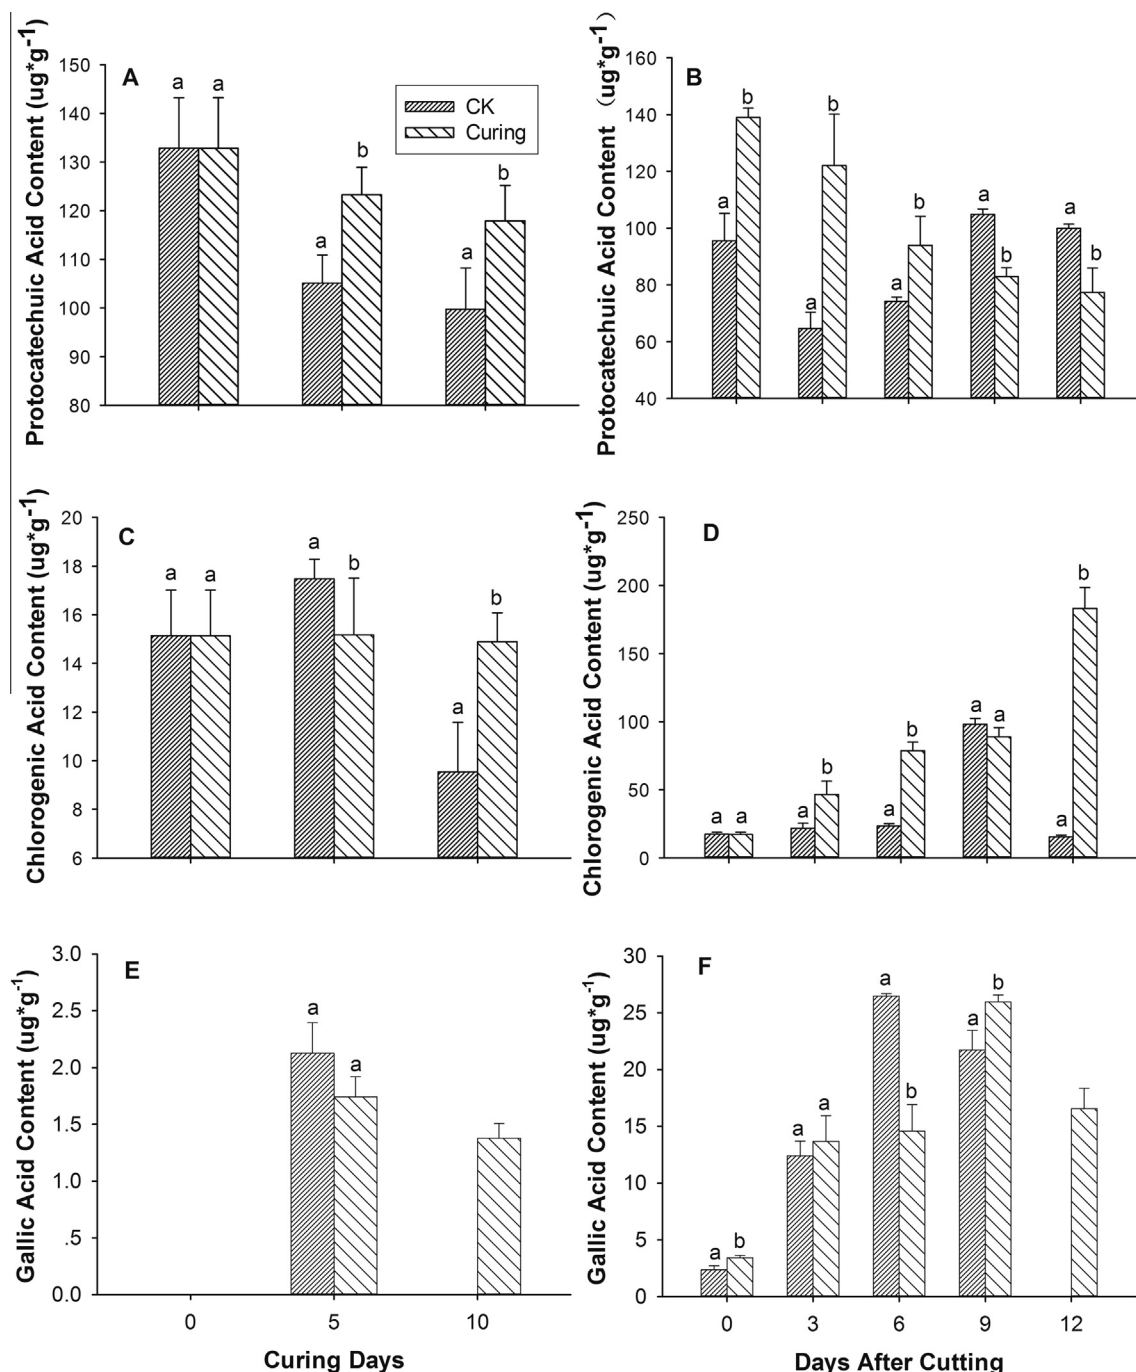 Protocatechuic Acid Content (ug*g-1)
150
140
130
120
110
100
90
80
A
a a
a b
a b
CK
Curing
Protocatechuic Acid Content （ug*g-1）
160
140
120
100
80
60
40
B
a b
a b
a b
a b
a b
Chlorogenic Acid Content (ug*g-1)
20
18
16
14
12
10
8
6
C
a a
a b
a b
Chlorogenic Acid Content (ug*g-1)
250
200
150
100
50
0
D
a a
a b
a b
a a
a b
Gallic Acid Content (ug*g-1)
3.0
2.5
2.0
1.5
1.0
.5
0.0
E
a a
0 5 10
Curing Days
Gallic Acid Content (ug*g-1)
30
25
20
15
10
5
0
F
a b
a a
a b
a b
0 3 6 9 12
Days After Cutting